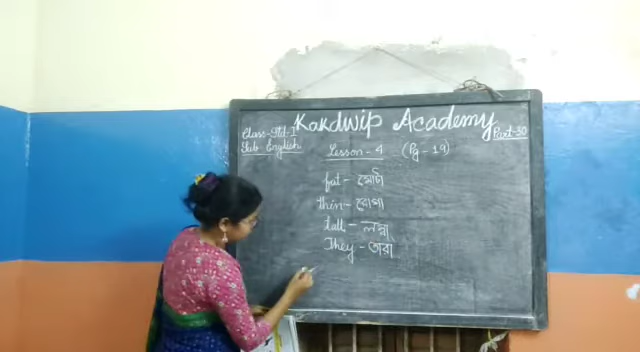 Kakdwip Academy
Class-Std-I
Part-30
Sub English
Lesson-4 (Pg-19)
fat - মোটা
thin - রোগা
tall - লম্বা
They - তারা